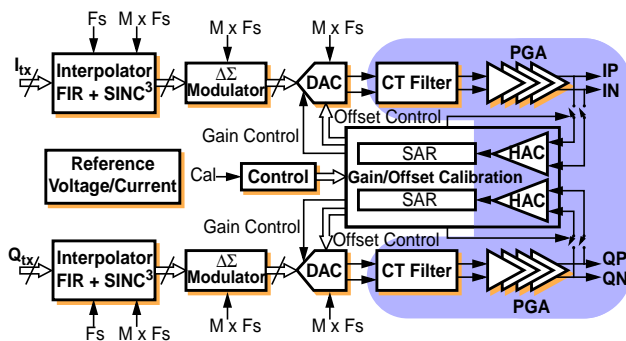 Fs
M x Fs
M x Fs
M x Fs
PGA
Itx
Interpolator
FIR + SINC3
ΔΣ
Modulator
DAC
CT Filter
IP
IN
Offset Control
Gain Control
SAR
HAC
Reference
Voltage/Current
Cal
Control
Gain/Offset Calibration
SAR
HAC
Gain Control
Offset Control
Qtx
Interpolator
FIR + SINC3
ΔΣ
Modulator
DAC
CT Filter
QP
QN
PGA
Fs
M x Fs
M x Fs
M x Fs